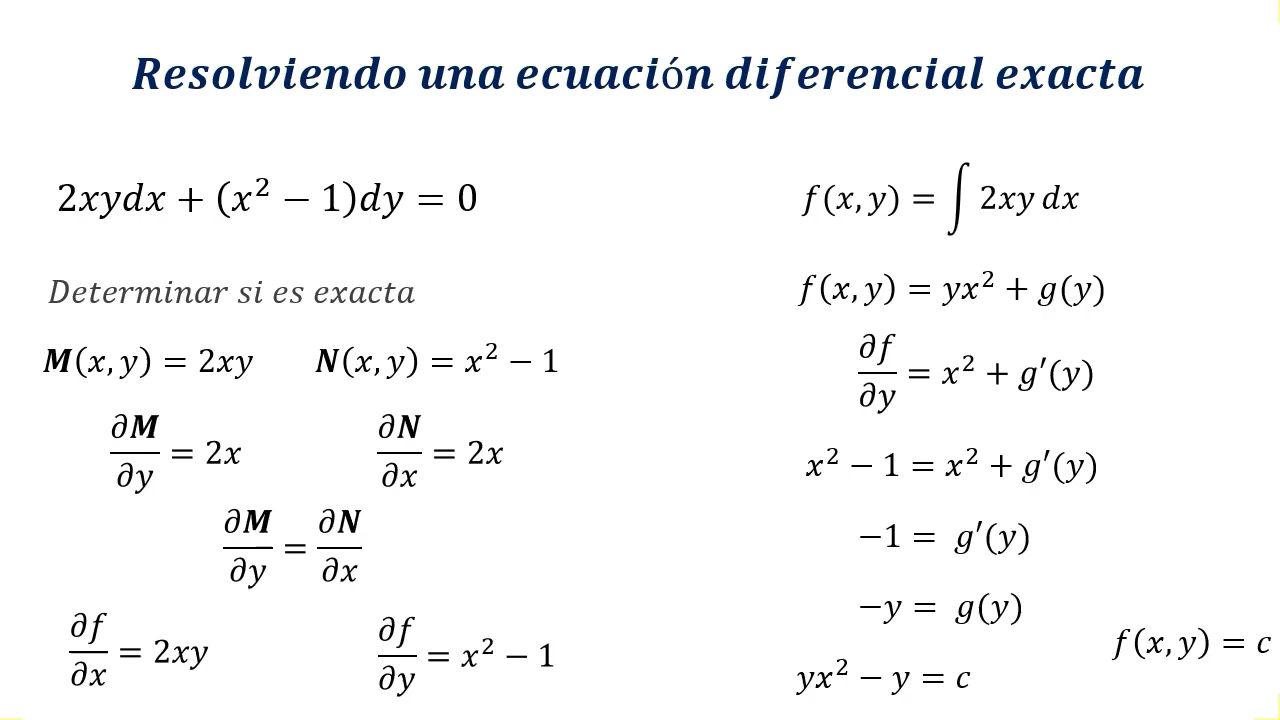 Resolviendo una ecuación diferencial exacta
2xydx + (x² − 1)dy = 0
Determinar si es exacta
M(x, y) = 2xy N(x, y) = x² − 1
∂M/∂y = 2x ∂N/∂x = 2x
∂M/∂y = ∂N/∂x
∂f/∂x = 2xy ∂f/∂y = x² − 1
f(x, y) = ∫ 2xy dx
f(x, y) = yx² + g(y)
∂f/∂y = x² + g′(y)
x² − 1 = x² + g′(y)
−1 = g′(y)
−y = g(y)
f(x, y) = c
yx² − y = c